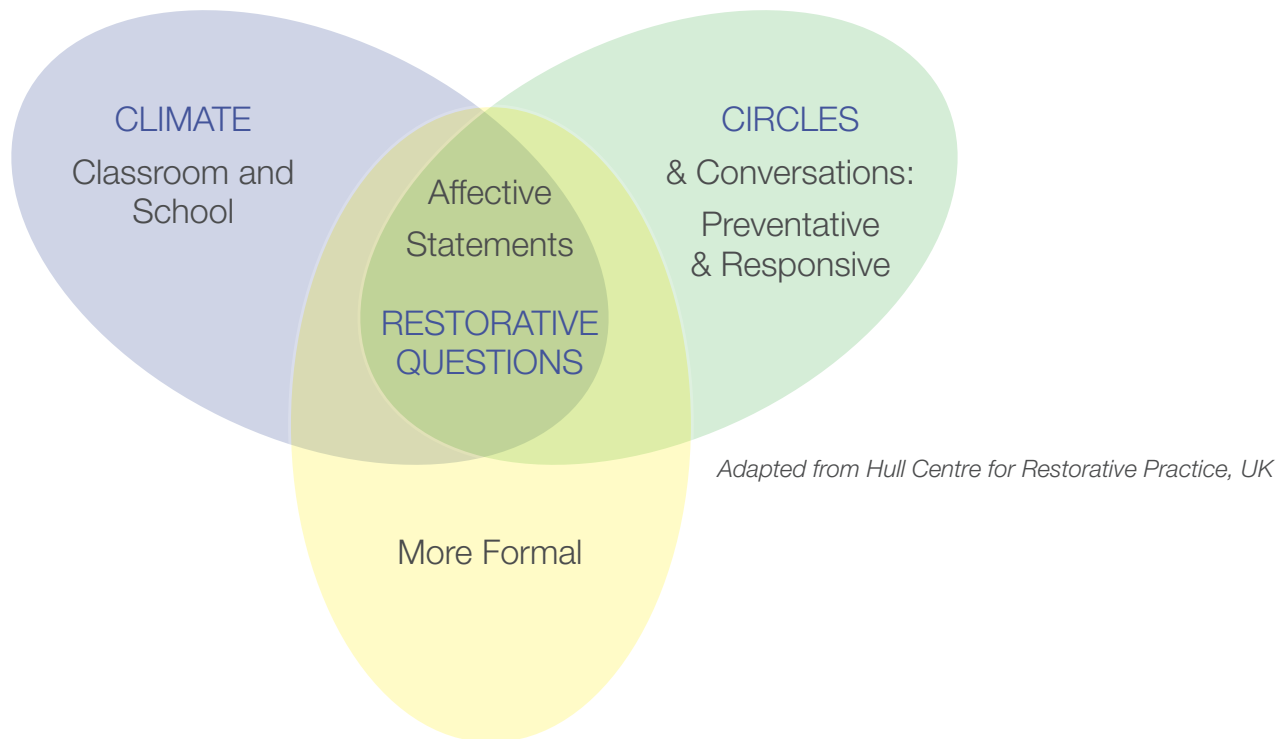 CLIMATE
Classroom and
School
Affective
Statements
RESTORATIVE
QUESTIONS
CIRCLES
& Conversations:
Preventative
& Responsive
Adapted from Hull Centre for Restorative Practice, UK
More Formal